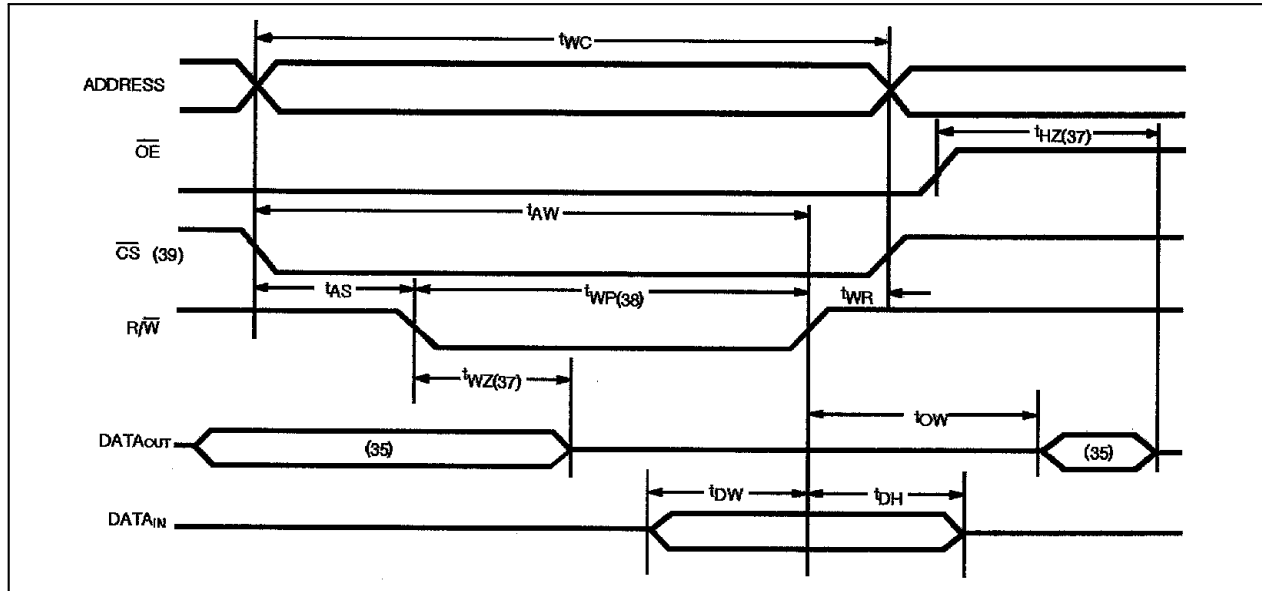 tWC
ADDRESS
tHZ(37)
OE
tAW
CS (39)
tAS
tWP(38)
tWR
R/W
tWZ(37)
tOW
DATAOUT
(35)
(35)
tDW
tDH
DATAIN